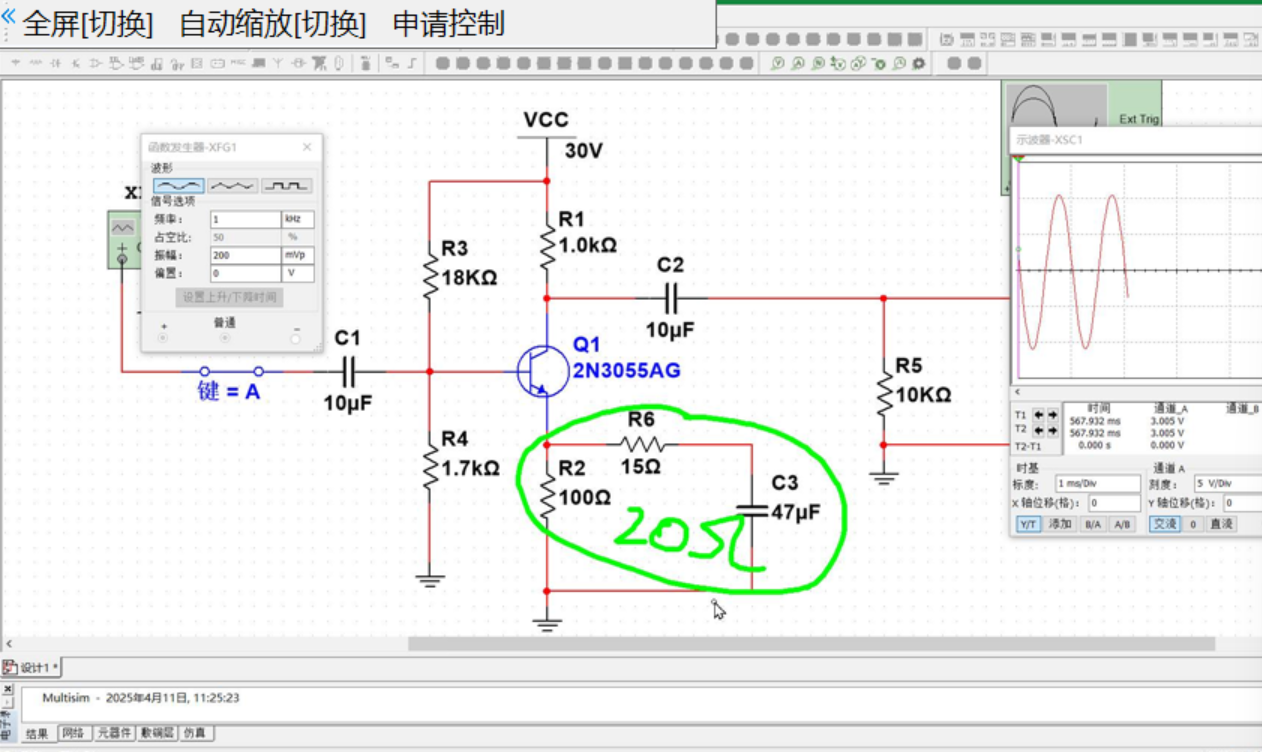 全屏[切换] 自动缩放[切换] 申请控制
函数发生器-XFG1
波形
信号选项
频率: 1 kHz
占空比: 50 %
振幅: 200 mVp
偏置: 0 V
设置上升/下降时间
+ 普通 -
VCC
30V
R1
1.0kΩ
R3
18KΩ
C2
10µF
C1
10µF
键 = A
Q1
2N3055AG
R5
10KΩ
R4
1.7kΩ
R6
15Ω
R2
100Ω
C3
47µF
20Ω
Ext Trig
示波器-XSC1
时间 通道_A 通道_B
T1 567.932 ms 3.005 V
T2 567.932 ms 3.005 V
T2-T1 0.000 s 0.000 V
时基 通道 A
标度: 1 ms/Div 刻度: 5 V/Div
X 轴位移(格): 0 Y 轴位移(格): 0
Y/T 添加 B/A A/B 交流 0 直流
设计1 *
Multisim - 2025年4月11日, 11:25:23
结果 网络 元器件 敷铜层 仿真